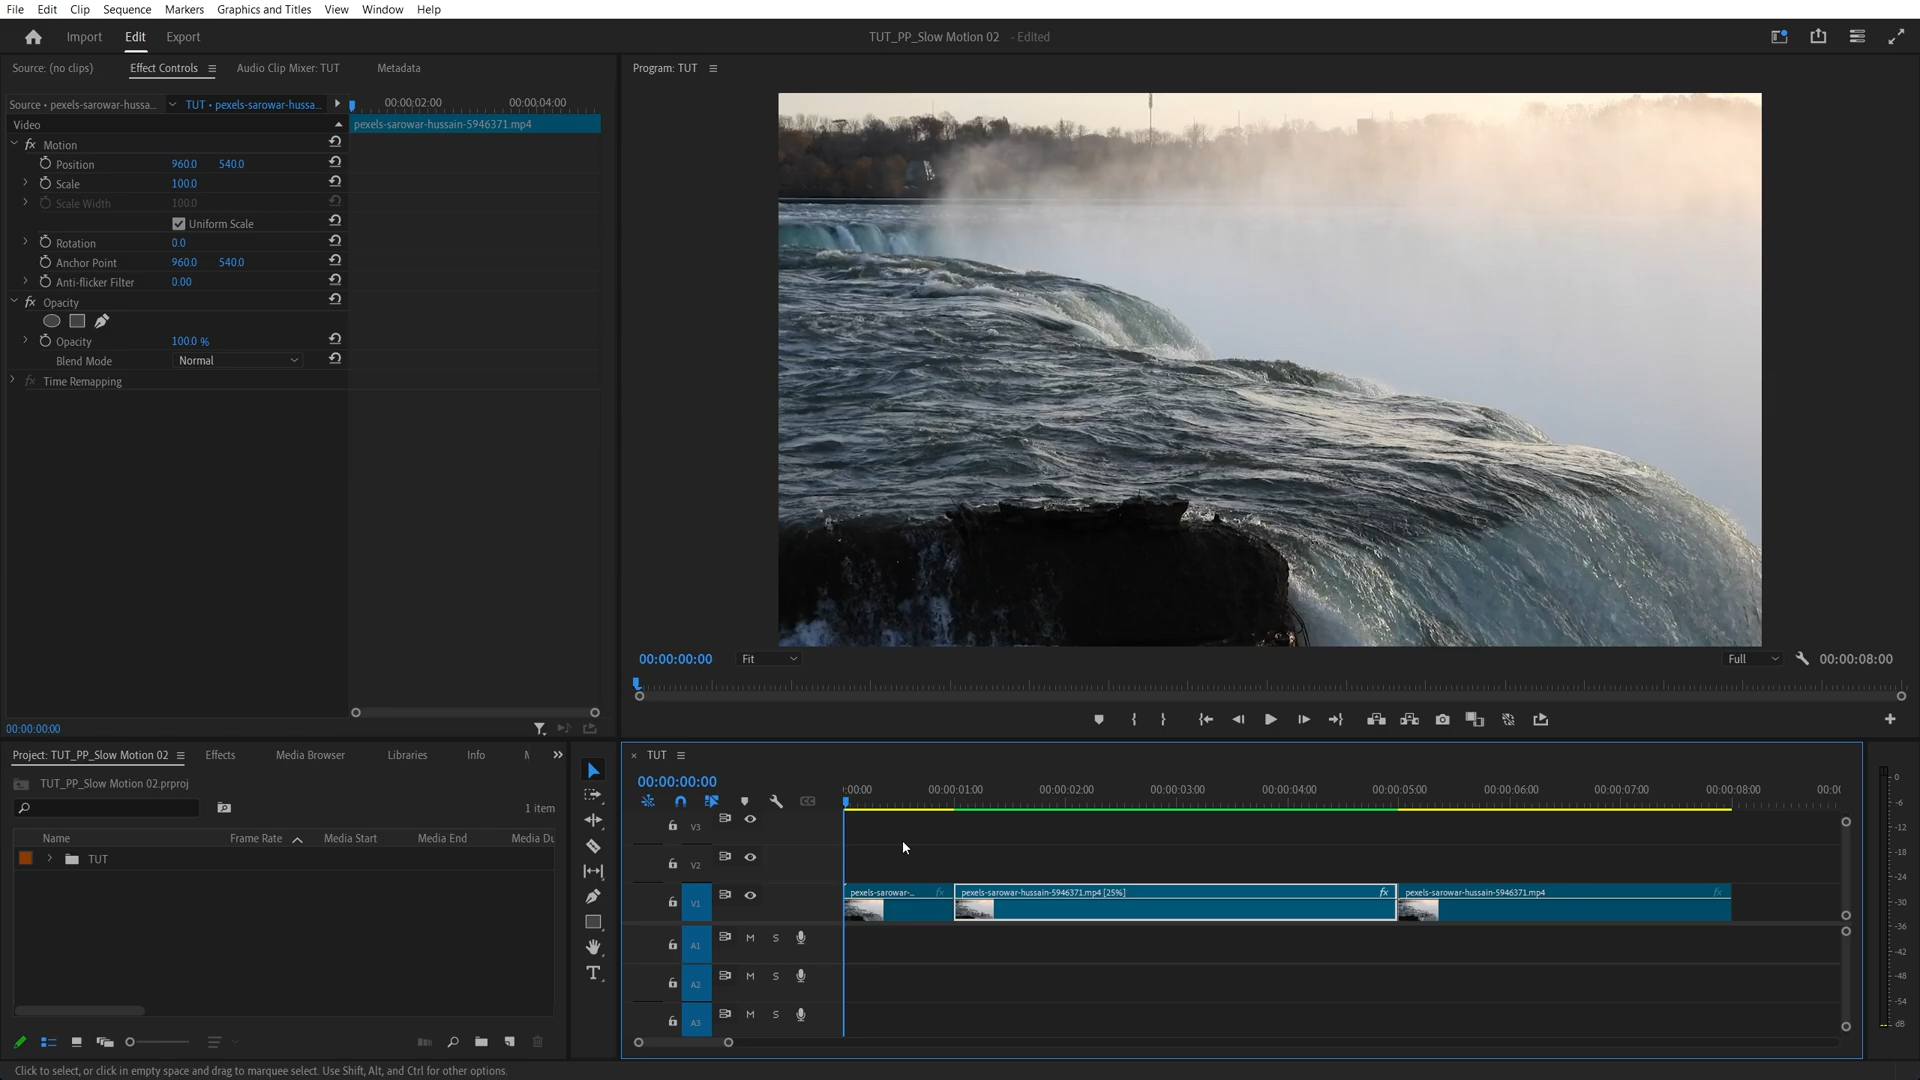 File Edit Clip Sequence Markers Graphics and Titles View Window Help
Import Edit Export
TUT_PP_Slow Motion 02 - Edited
Source: (no clips) Effect Controls Audio Clip Mixer: TUT Metadata
Source • pexels-sarowar-hussa... TUT • pexels-sarowar-hussa...
00:00:02:00 00:00:04:00
Video
pexels-sarowar-hussain-5946371.mp4
fx Motion
Position 960.0 540.0
Scale 100.0
Scale Width 100.0
Uniform Scale
Rotation 0.0
Anchor Point 960.0 540.0
Anti-flicker Filter 0.00
fx Opacity
Opacity 100.0 %
Blend Mode Normal
fx Time Remapping
00:00:00:00
Program: TUT
00:00:00:00 Fit Full 00:00:08:00
Project: TUT_PP_Slow Motion 02 Effects Media Browser Libraries Info
TUT_PP_Slow Motion 02.prproj
1 item
Name Frame Rate Media Start Media End Media Du
TUT
TUT
00:00:00:00
:00:00 00:00:01:00 00:00:02:00 00:00:03:00 00:00:04:00 00:00:05:00 00:00:06:00 00:00:07:00 00:00:08:00 00:00
CC
V3
V2
V1
pexels-sarowar-... fx pexels-sarowar-hussain-5946371.mp4 [25%] fx pexels-sarowar-hussain-5946371.mp4 fx
A1 M S
A2 M S
A3 M S
0
-6
-12
-18
-24
-30
-36
-42
-48
-54
dB
Click to select, or click in empty space and drag to marquee select. Use Shift, Alt, and Ctrl for other options.